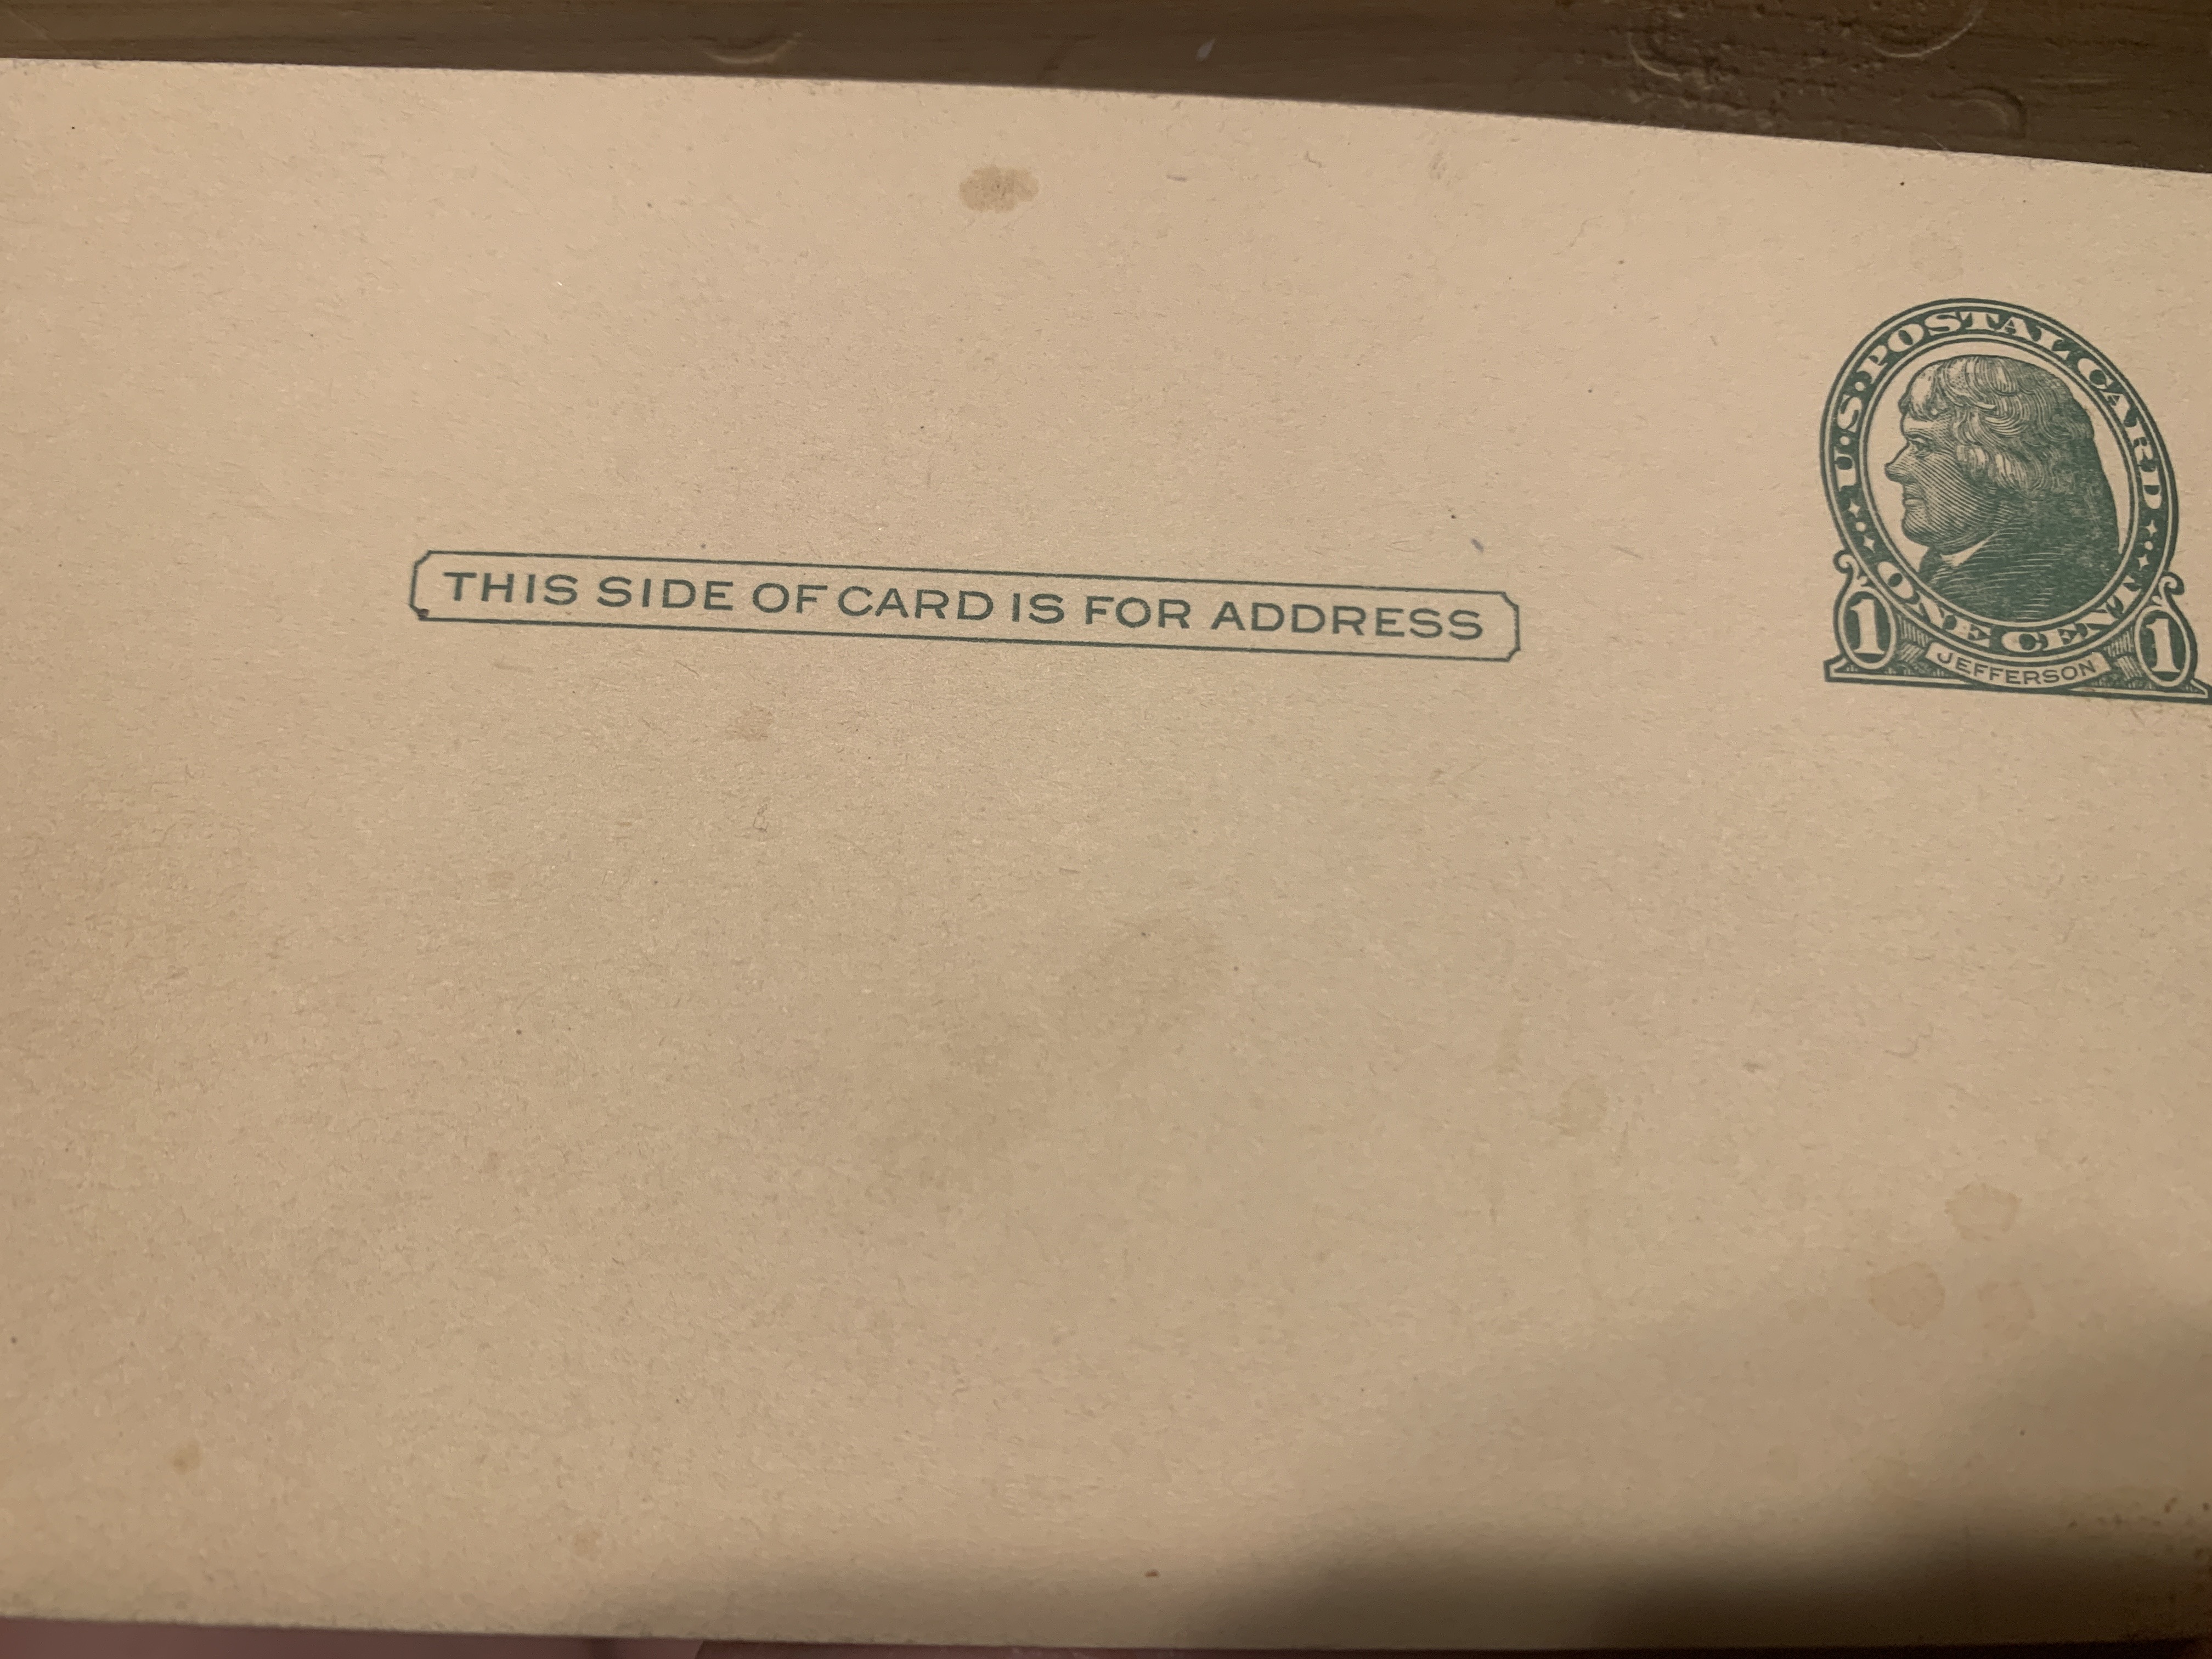 U·S·POSTAL CARD
THIS SIDE OF CARD IS FOR ADDRESS
ONE CENT
1 1
JEFFERSON